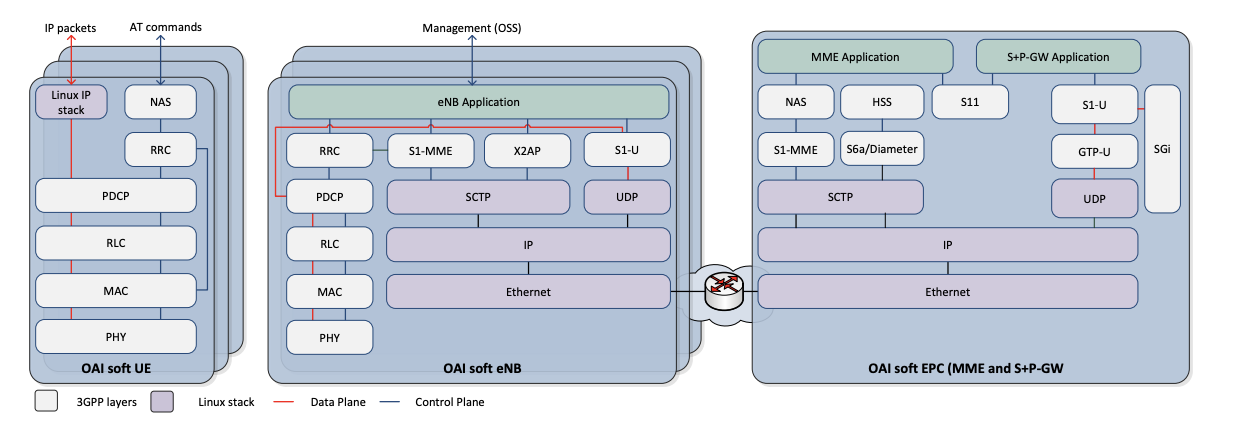 IP packets
AT commands
Management (OSS)
Linux IP
stack
NAS
RRC
PDCP
RLC
MAC
PHY
OAI soft UE
eNB Application
RRC
S1-MME
X2AP
S1-U
PDCP
SCTP
UDP
RLC
IP
MAC
Ethernet
PHY
OAI soft eNB
MME Application
S+P-GW Application
NAS
HSS
S11
S1-U
SGi
S1-MME
S6a/Diameter
GTP-U
SCTP
UDP
IP
Ethernet
OAI soft EPC (MME and S+P-GW
3GPP layers
Linux stack
Data Plane
Control Plane